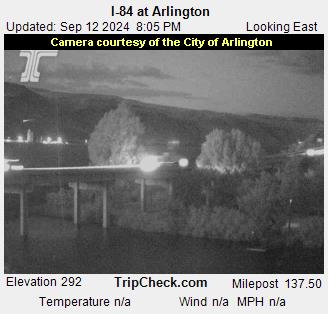 I-84 at Arlington
Updated: Sep 12 2024 8:05 PM Looking East
Camera courtesy of the City of Arlington
Elevation 292 TripCheck.com Milepost 137.50
Temperature n/a Wind n/a MPH n/a